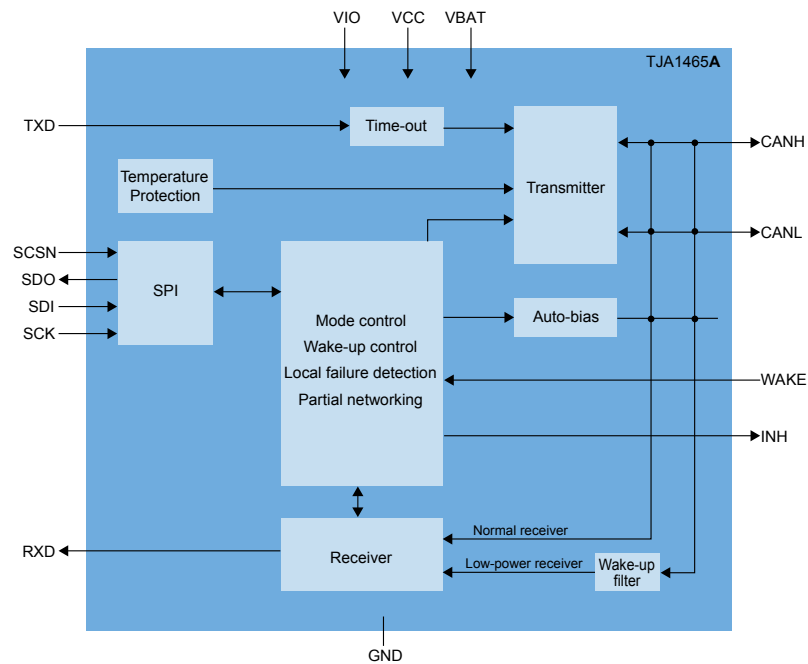 VIO
VCC
VBAT
TJA1465A
TXD
Time-out
CANH
Temperature
Protection
Transmitter
CANL
SCSN
SDO
SDI
SCK
SPI
Mode control
Wake-up control
Local failure detection
Partial networking
Auto-bias
WAKE
INH
Normal receiver
RXD
Receiver
Low-power receiver
Wake-up
filter
GND